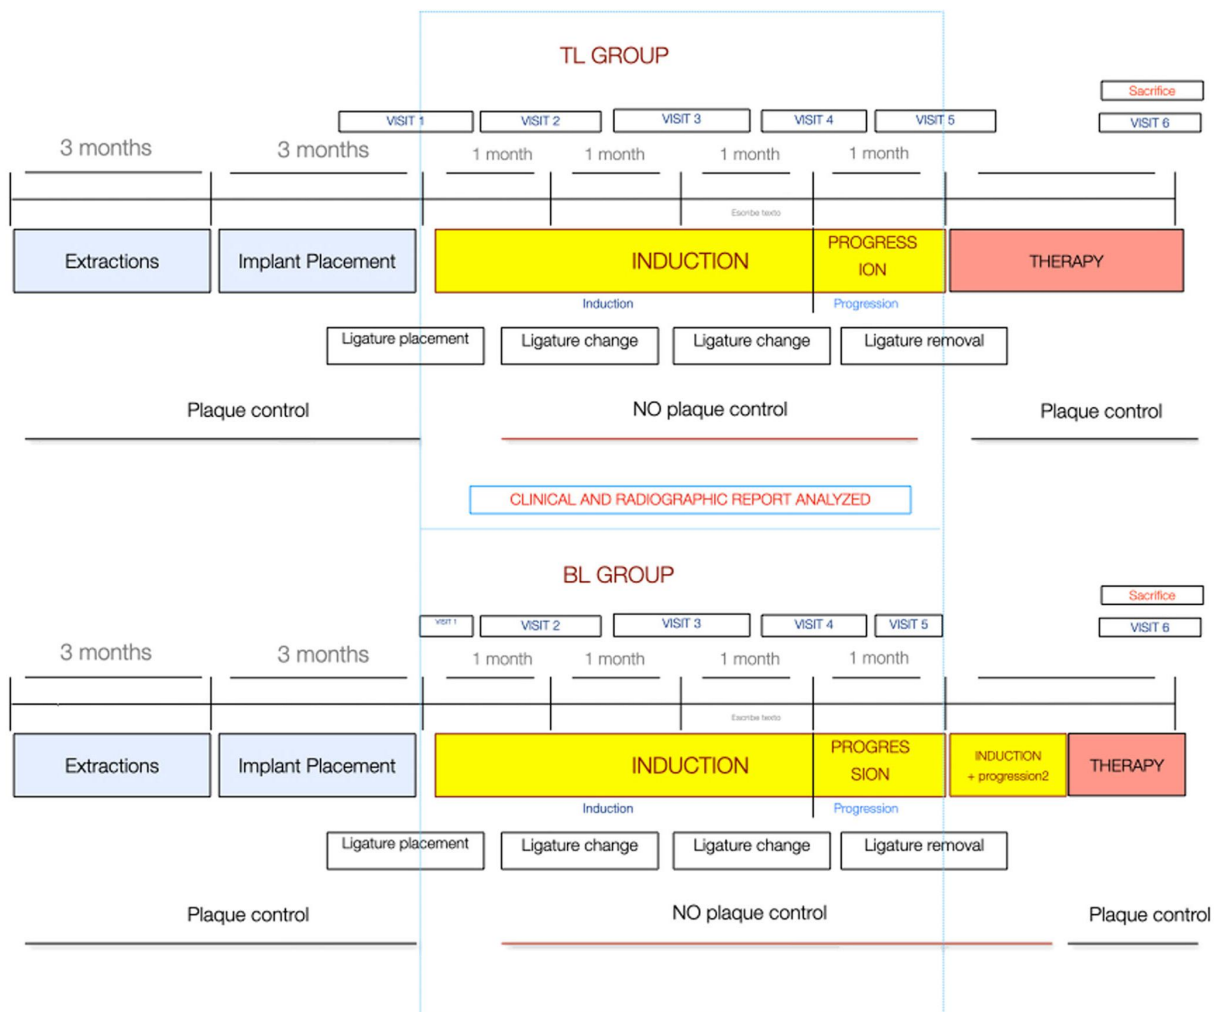 TL GROUP
Sacrifice
VISIT 1
VISIT 2
VISIT 3
VISIT 4
VISIT 5
VISIT 6
3 months
3 months
1 month
1 month
1 month
1 month
Escribe texto
Extractions
Implant Placement
INDUCTION
PROGRESS
ION
THERAPY
Induction
Progression
Ligature placement
Ligature change
Ligature change
Ligature removal
Plaque control
NO plaque control
Plaque control
CLINICAL AND RADIOGRAPHIC REPORT ANALYZED
BL GROUP
Sacrifice
VISIT 1
VISIT 2
VISIT 3
VISIT 4
VISIT 5
VISIT 6
3 months
3 months
1 month
1 month
1 month
1 month
Escribe texto
Extractions
Implant Placement
INDUCTION
PROGRES
SION
INDUCTION
+ progression2
THERAPY
Induction
Progression
Ligature placement
Ligature change
Ligature change
Ligature removal
Plaque control
NO plaque control
Plaque control